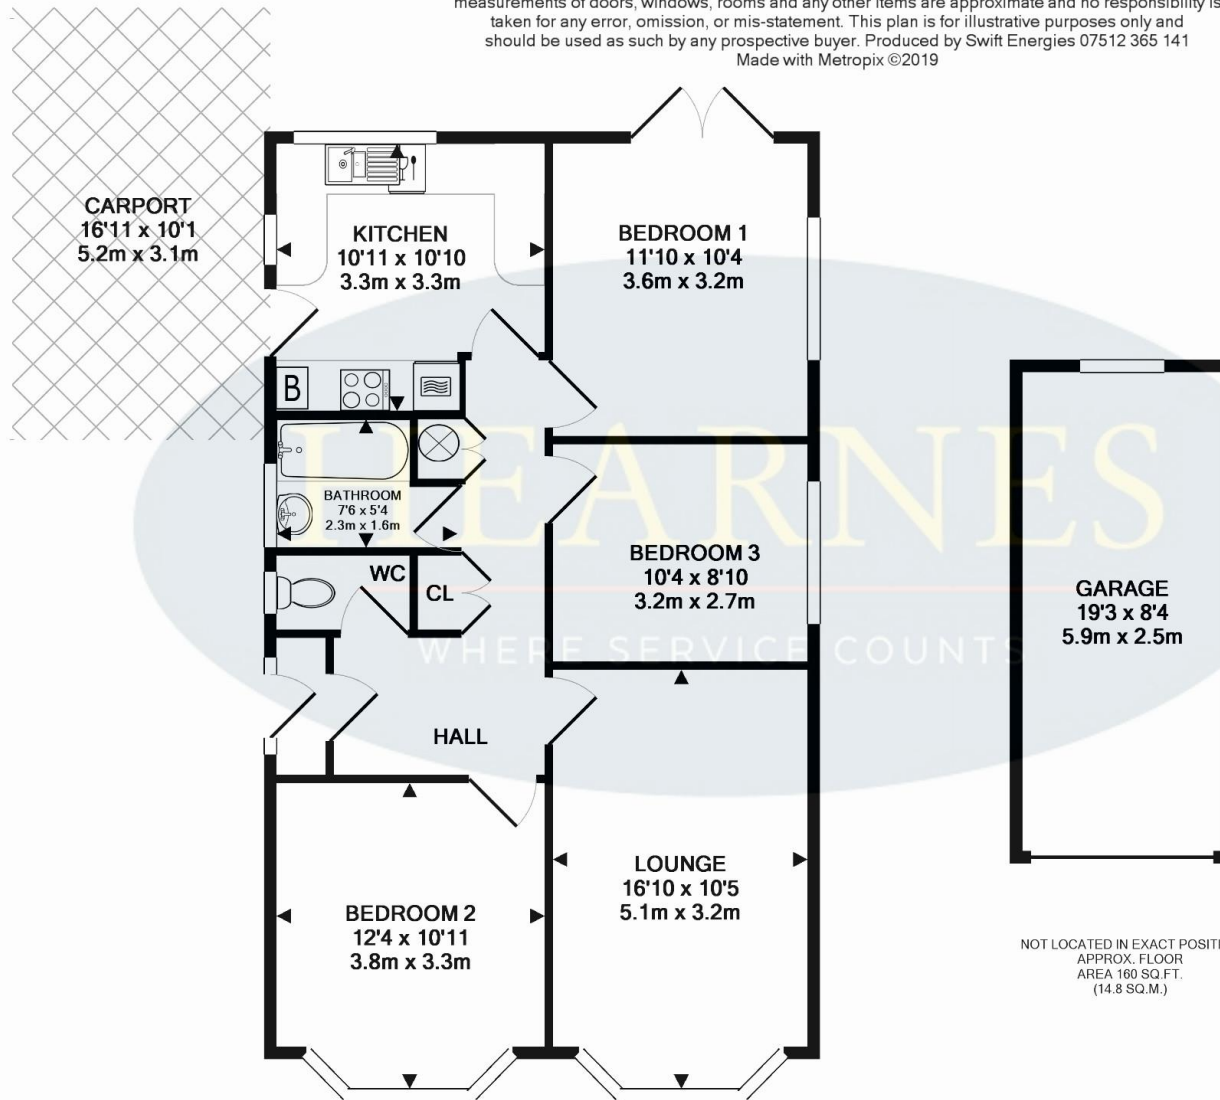 measurements of doors, windows, rooms and any other items are approximate and no responsibility is
taken for any error, omission, or mis-statement. This plan is for illustrative purposes only and
should be used as such by any prospective buyer. Produced by Swift Energies 07512 365 141
Made with Metropix ©2019
CARPORT
16'11 x 10'1
5.2m x 3.1m
KITCHEN
10'11 x 10'10
3.3m x 3.3m
BEDROOM 1
11'10 x 10'4
3.6m x 3.2m
B
HEARNES
WHERE SERVICE COUNTS
BATHROOM
7'6 x 5'4
2.3m x 1.6m
WC
CL
BEDROOM 3
10'4 x 8'10
3.2m x 2.7m
GARAGE
19'3 x 8'4
5.9m x 2.5m
HALL
BEDROOM 2
12'4 x 10'11
3.8m x 3.3m
LOUNGE
16'10 x 10'5
5.1m x 3.2m
NOT LOCATED IN EXACT POSITI
APPROX. FLOOR
AREA 160 SQ.FT.
(14.8 SQ.M.)